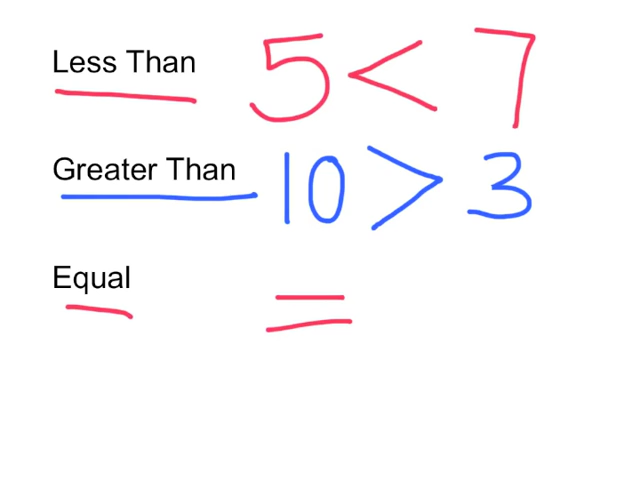 Less Than 5 < 7
Greater Than 10 > 3
Equal =